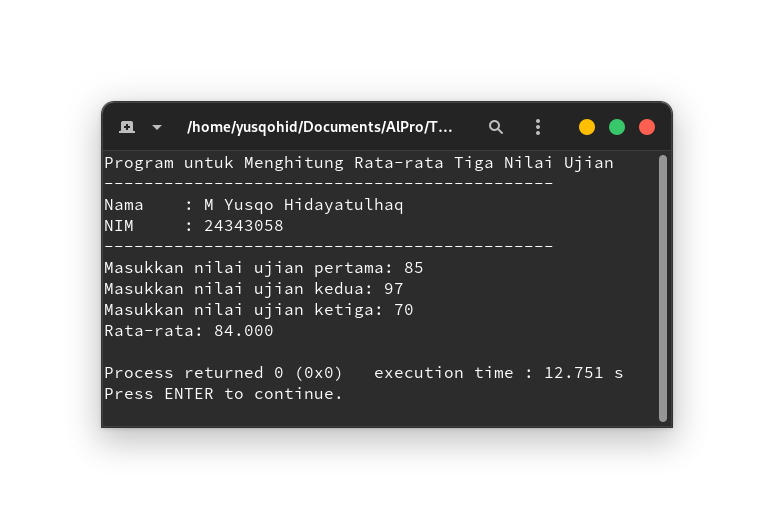 /home/yusqohid/Documents/AlPro/T...
Program untuk Menghitung Rata-rata Tiga Nilai Ujian
---------------------------------------------
Nama    : M Yusqo Hidayatulhaq
NIM     : 24343058
---------------------------------------------
Masukkan nilai ujian pertama: 85
Masukkan nilai ujian kedua: 97
Masukkan nilai ujian ketiga: 70
Rata-rata: 84.000
Process returned 0 (0x0)   execution time : 12.751 s
Press ENTER to continue.